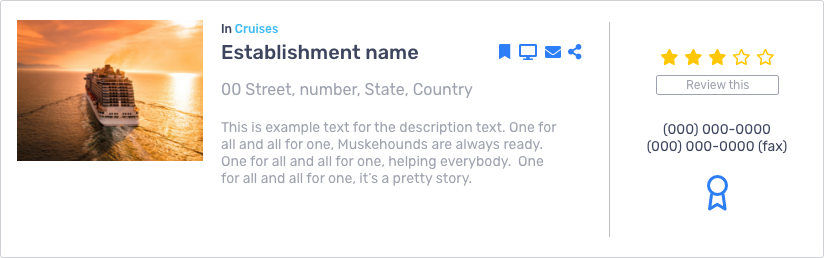 In Cruises
Establishment name
00 Street, number, State, Country
This is example text for the description text. One for
all and all for one, Muskehounds are always ready.
One for all and all for one, helping everybody.  One
for all and all for one, it’s a pretty story.
Review this
(000) 000-0000
(000) 000-0000 (fax)